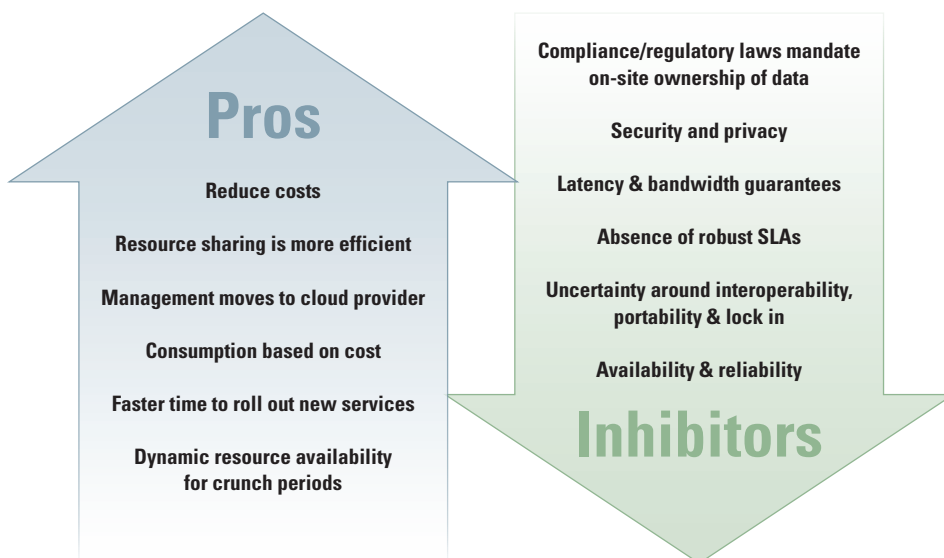 Pros
Reduce costs
Resource sharing is more efficient
Management moves to cloud provider
Consumption based on cost
Faster time to roll out new services
Dynamic resource availability
for crunch periods
Compliance/regulatory laws mandate
on-site ownership of data
Security and privacy
Latency & bandwidth guarantees
Absence of robust SLAs
Uncertainty around interoperability,
portability & lock in
Availability & reliability
Inhibitors